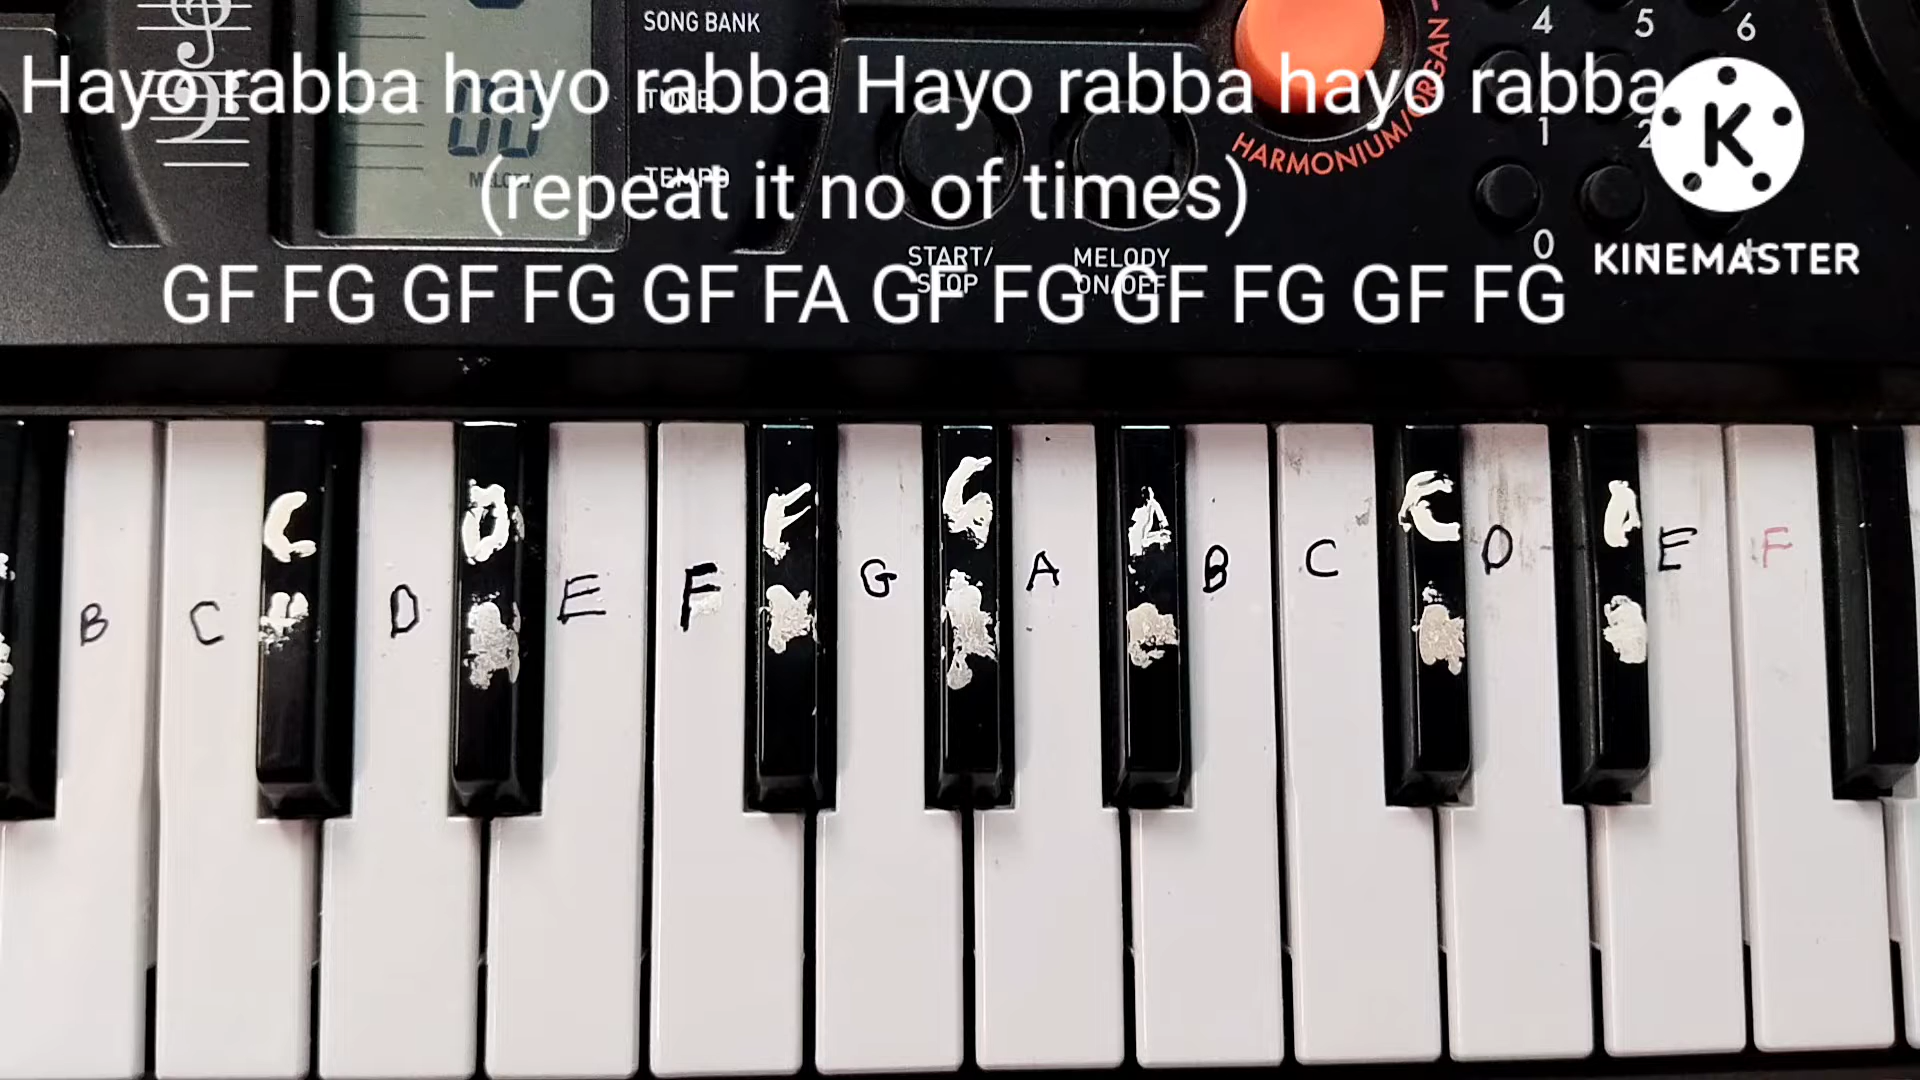 SONG BANK
4 5 6
Hayo rabba hayo rabba Hayo rabba hayo rabba
TUNE
1 2
HARMONIUM/ORGAN
K
(repeat it no of times)
TEMPO
MELODY
START/
STOP
MELODY
ON/OFF
0 - +
KINEMASTER
GF FG GF FG GF FA GF FG GF FG GF FG
C D F G A C D
B C D E F G A B C D E F